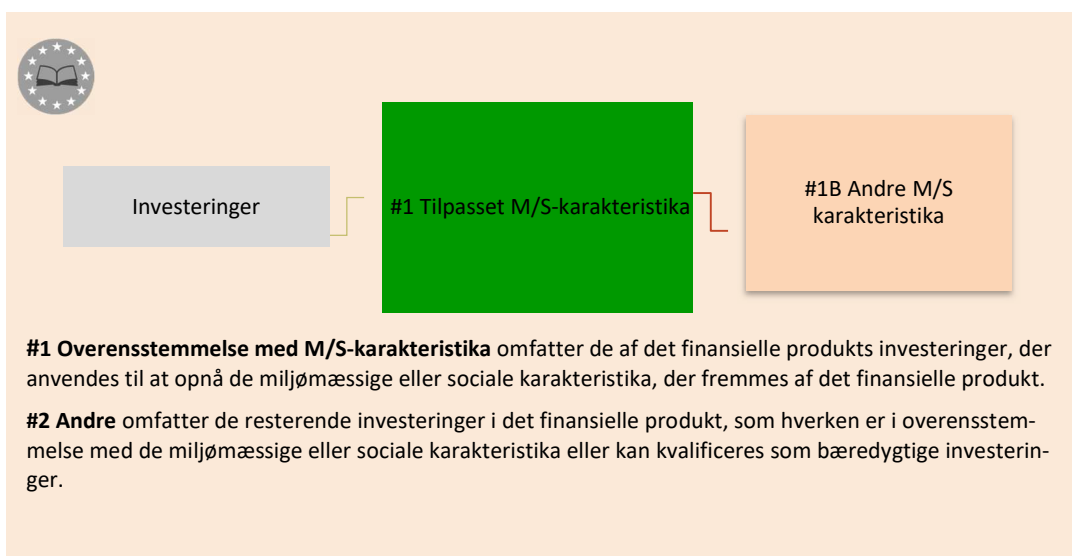 Investeringer
#1 Tilpasset M/S-karakteristika
#1B Andre M/S
karakteristika
#1 Overensstemmelse med M/S-karakteristika omfatter de af det finansielle produkts investeringer, der
anvendes til at opnå de miljømæssige eller sociale karakteristika, der fremmes af det finansielle produkt.
#2 Andre omfatter de resterende investeringer i det finansielle produkt, som hverken er i overensstem-
melse med de miljømæssige eller sociale karakteristika eller kan kvalificeres som bæredygtige investerin-
ger.